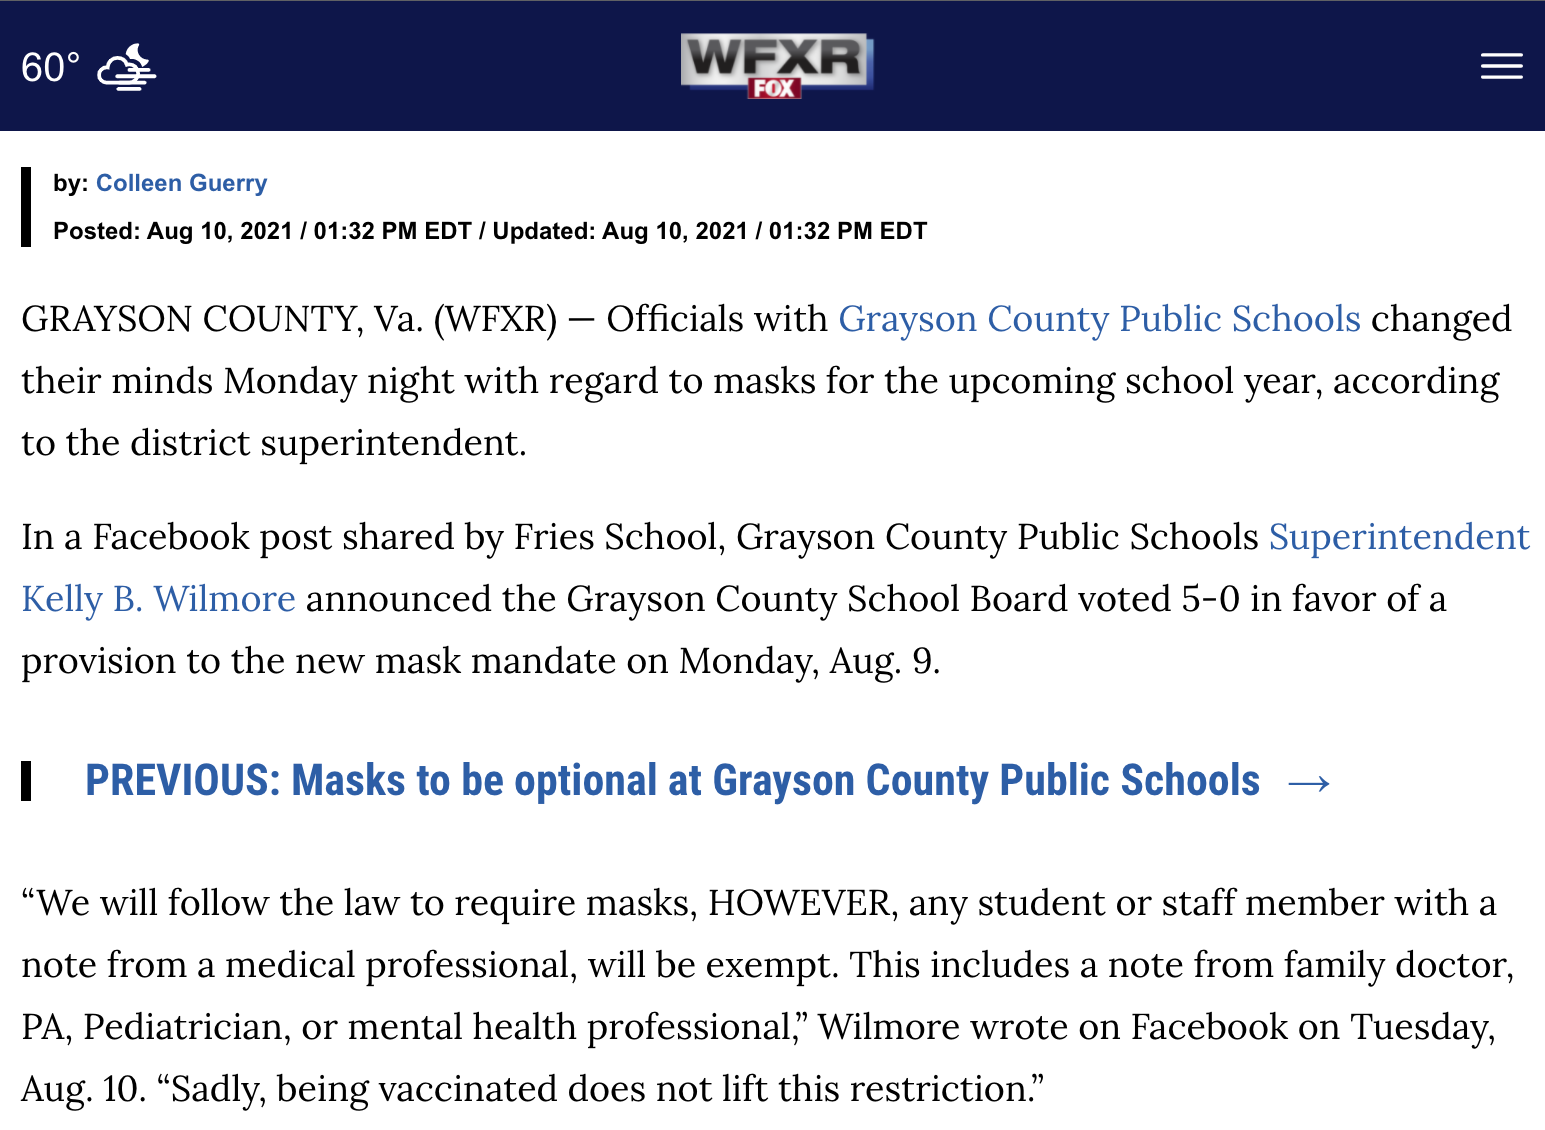 60°
WFXR
FOX
by: Colleen Guerry
Posted: Aug 10, 2021 / 01:32 PM EDT / Updated: Aug 10, 2021 / 01:32 PM EDT
GRAYSON COUNTY, Va. (WFXR) — Officials with Grayson County Public Schools changed
their minds Monday night with regard to masks for the upcoming school year, according
to the district superintendent.
In a Facebook post shared by Fries School, Grayson County Public Schools Superintendent
Kelly B. Wilmore announced the Grayson County School Board voted 5-0 in favor of a
provision to the new mask mandate on Monday, Aug. 9.
PREVIOUS: Masks to be optional at Grayson County Public Schools →
“We will follow the law to require masks, HOWEVER, any student or staff member with a
note from a medical professional, will be exempt. This includes a note from family doctor,
PA, Pediatrician, or mental health professional,” Wilmore wrote on Facebook on Tuesday,
Aug. 10. “Sadly, being vaccinated does not lift this restriction.”